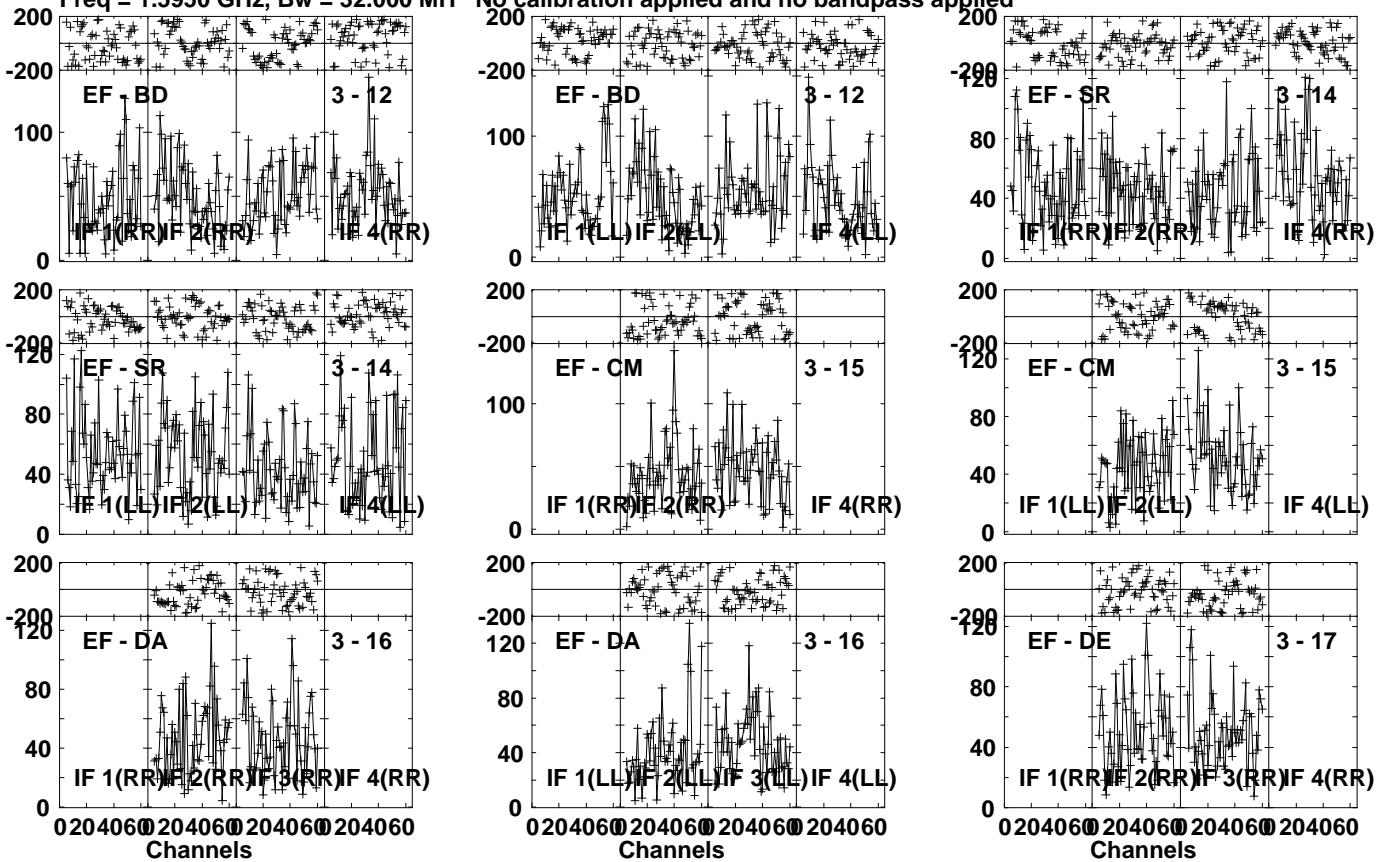 Freq = 1.5950 GHz, Bw = 32.000 MH No calibration applied and no bandpass applied
200
-200
EF - BD 3 - 12
100
IF 1(RR) IF 2(RR) IF 4(RR)
0
200
-200
EF - BD 3 - 12
100
IF 1(LL) IF 2(LL) IF 4(LL)
0
200
-200
120
EF - SR 3 - 14
80
40
IF 1(RR) IF 2(RR) IF 4(RR)
0
200
-200
120
EF - SR 3 - 14
80
40
IF 1(LL) IF 2(LL) IF 4(LL)
0
200
-200
EF - CM 3 - 15
100
IF 1(RR) IF 2(RR) IF 4(RR)
0
200
-200
120
EF - CM 3 - 15
80
40
IF 1(LL) IF 2(LL) IF 4(LL)
0
200
-200
120
EF - DA 3 - 16
80
40
IF 1(RR) IF 2(RR) IF 3(RR) IF 4(RR)
0
0 20 40 60 0 20 40 60 0 20 40 60 0 20 40 60
Channels
200
-200
120
EF - DA 3 - 16
80
40
IF 1(LL) IF 2(LL) IF 3(LL) IF 4(LL)
0
0 20 40 60 0 20 40 60 0 20 40 60 0 20 40 60
Channels
200
-200
120
EF - DE 3 - 17
80
40
IF 1(RR) IF 2(RR) IF 3(RR) IF 4(RR)
0
0 20 40 60 0 20 40 60 0 20 40 60 0 20 40 60
Channels